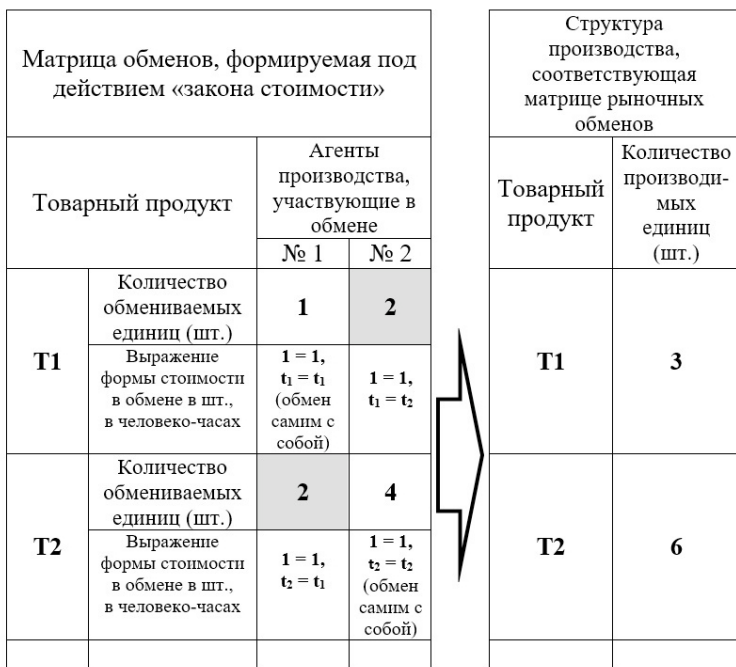 Матрица обменов, формируемая под
действием «закона стоимости»
Товарный продукт
Агенты
производства,
участвующие в
обмене
№ 1
№ 2
Т1
Количество
обмениваемых
единиц (шт.)
1
2
Выражение
формы стоимости
в обмене в шт.,
в человеко-часах
1 = 1,
t₁ = t₁
(обмен
самим с
собой)
1 = 1,
t₁ = t₂
Т2
Количество
обмениваемых
единиц (шт.)
2
4
Выражение
формы стоимости
в обмене в шт.,
в человеко-часах
1 = 1,
t₂ = t₁
1 = 1,
t₂ = t₂
(обмен
самим с
собой)
Структура
производства,
соответствующая
матрице рыночных
обменов
Товарный
продукт
Количество
производи-
мых
единиц
(шт.)
Т1
3
Т2
6